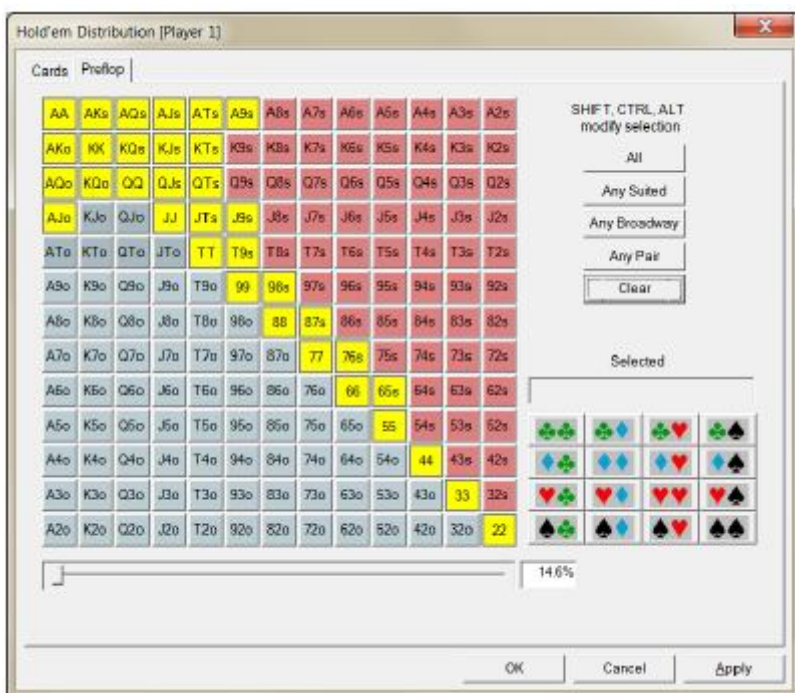 Hold'em Distribution [Player 1]
Cards Preflop
AA AKs AQs AJs ATs A9s A8s A7s A6s A5s A4s A3s A2s
AKo KK KQs KJs KTs K9s K8s K7s K6s K5s K4s K3s K2s
AQo KQo QQ QJs QTs Q9s Q8s Q7s Q6s Q5s Q4s Q3s Q2s
AJo KJo QJo JJ JTs J9s J8s J7s J6s J5s J4s J3s J2s
ATo KTo QTo JTo TT T9s T8s T7s T6s T5s T4s T3s T2s
A9o K9o Q9o J9o T9o 99 98s 97s 96s 95s 94s 93s 92s
A8o K8o Q8o J8o T8o 98o 88 87s 86s 85s 84s 83s 82s
A7o K7o Q7o J7o T7o 97o 87o 77 76s 75s 74s 73s 72s
A6o K6o Q6o J6o T6o 96o 86o 76o 66 65s 64s 63s 62s
A5o K5o Q5o J5o T5o 95o 85o 75o 65o 55 54s 53s 52s
A4o K4o Q4o J4o T4o 94o 84o 74o 64o 54o 44 43s 42s
A3o K3o Q3o J3o T3o 93o 83o 73o 63o 53o 43o 33 32s
A2o K2o Q2o J2o T2o 92o 82o 72o 62o 52o 42o 32o 22
SHIFT, CTRL, ALT
modify selection
All
Any Suited
Any Broadway
Any Pair
Clear
Selected
14.6%
OK Cancel Apply